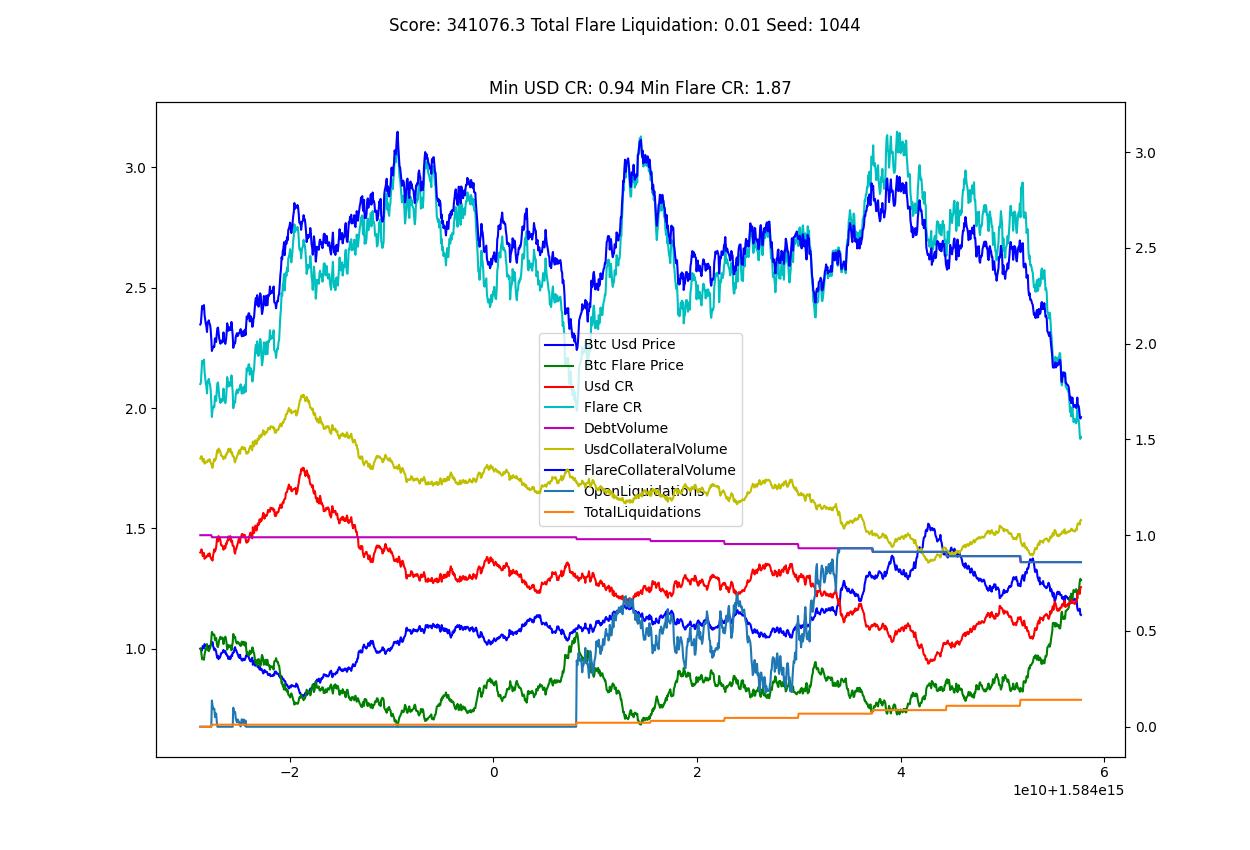 Score: 341076.3 Total Flare Liquidation: 0.01 Seed: 1044
Min USD CR: 0.94 Min Flare CR: 1.87
3.0
2.5
2.0
1.5
1.0
3.0
2.5
2.0
1.5
1.0
0.5
0.0
Btc Usd Price
Btc Flare Price
Usd CR
Flare CR
DebtVolume
UsdCollateralVolume
FlareCollateralVolume
OpenLiquidations
TotalLiquidations
−2 0 2 4 6
1e10+1.584e15